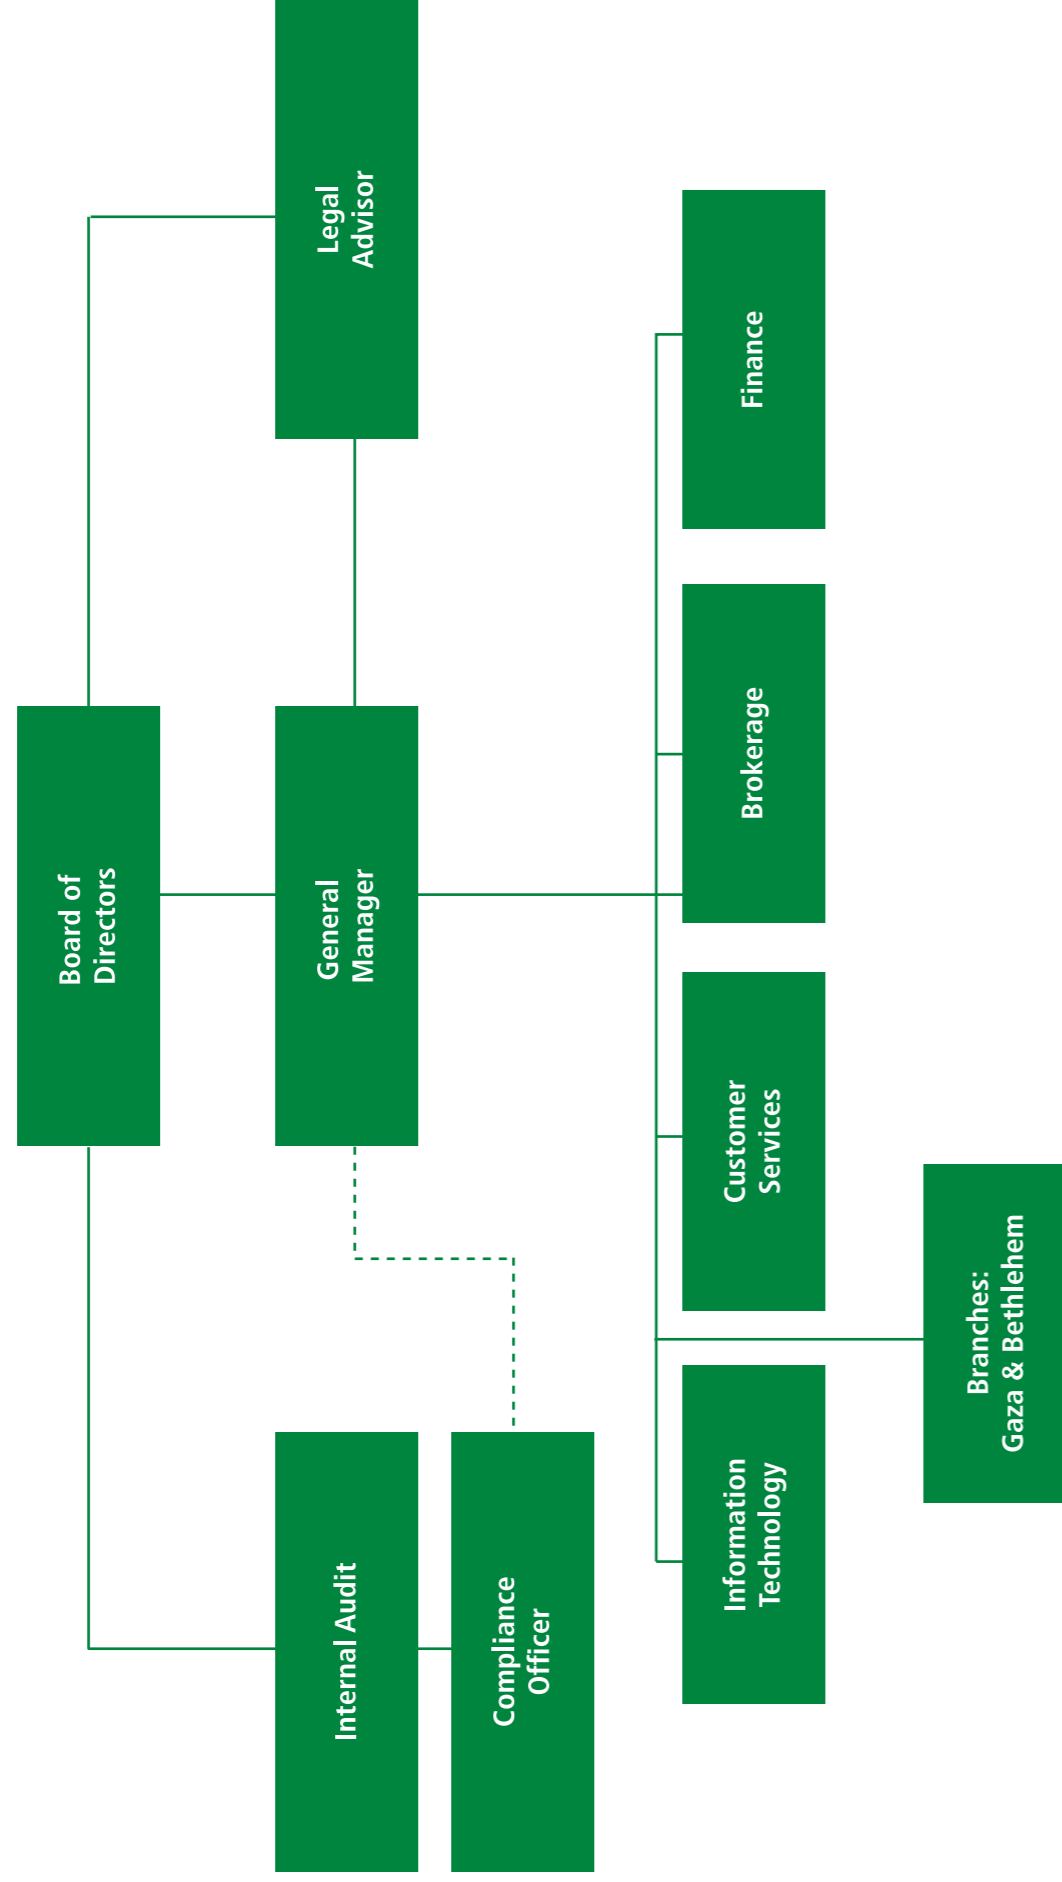 Board of
Directors
Internal Audit
General
Manager
Legal
Advisor
Compliance
Officer
Information
Technology
Customer
Services
Brokerage
Finance
Branches:
Gaza & Bethlehem